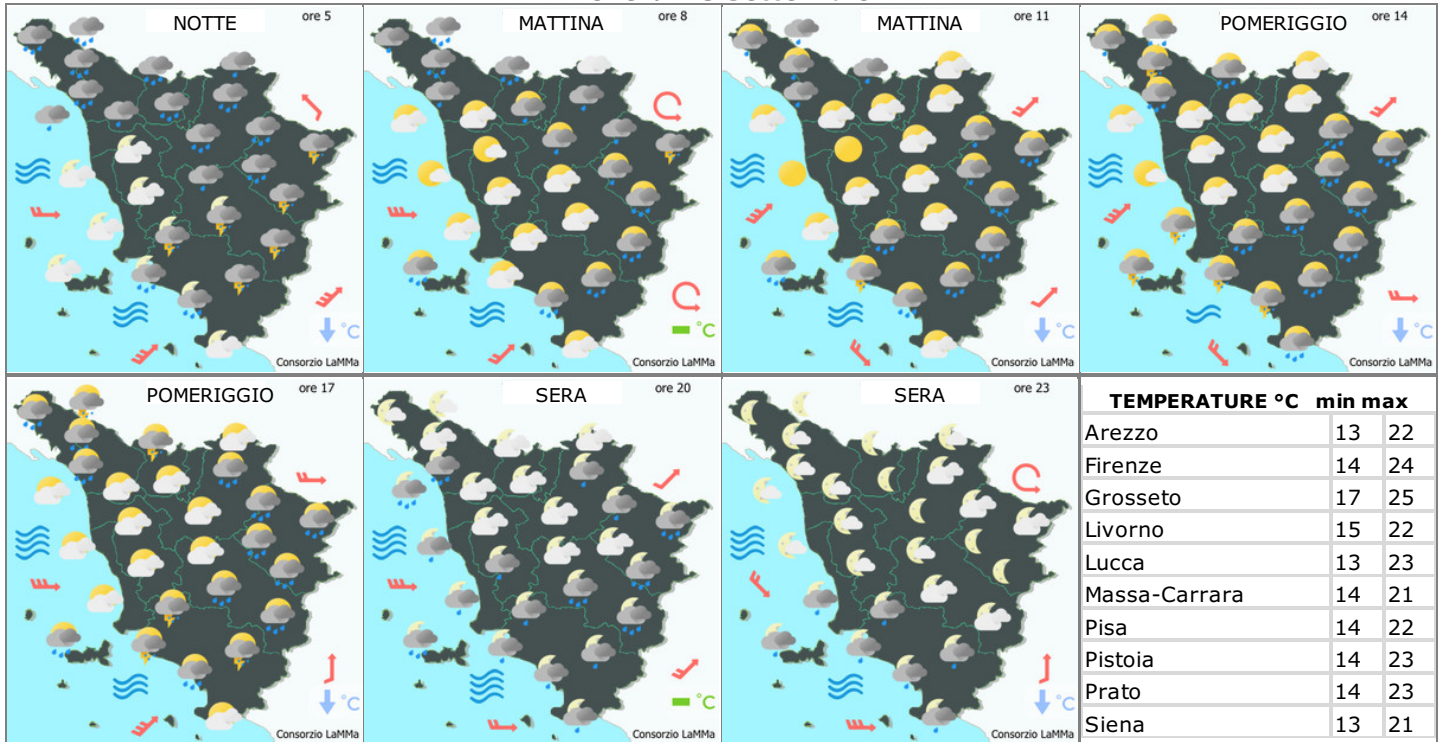 NOTTE ore 5
MATTINA ore 8
MATTINA ore 11
POMERIGGIO ore 14
Consorzio LaMMa
Consorzio LaMMa
Consorzio LaMMa
Consorzio LaMMa
°C
°C
°C
°C
POMERIGGIO ore 17
SERA ore 20
SERA ore 23
°C
°C
°C
Consorzio LaMMa
Consorzio LaMMa
Consorzio LaMMa
TEMPERATURE °C min max
Arezzo 13 22
Firenze 14 24
Grosseto 17 25
Livorno 15 22
Lucca 13 23
Massa-Carrara 14 21
Pisa 14 22
Pistoia 14 23
Prato 14 23
Siena 13 21